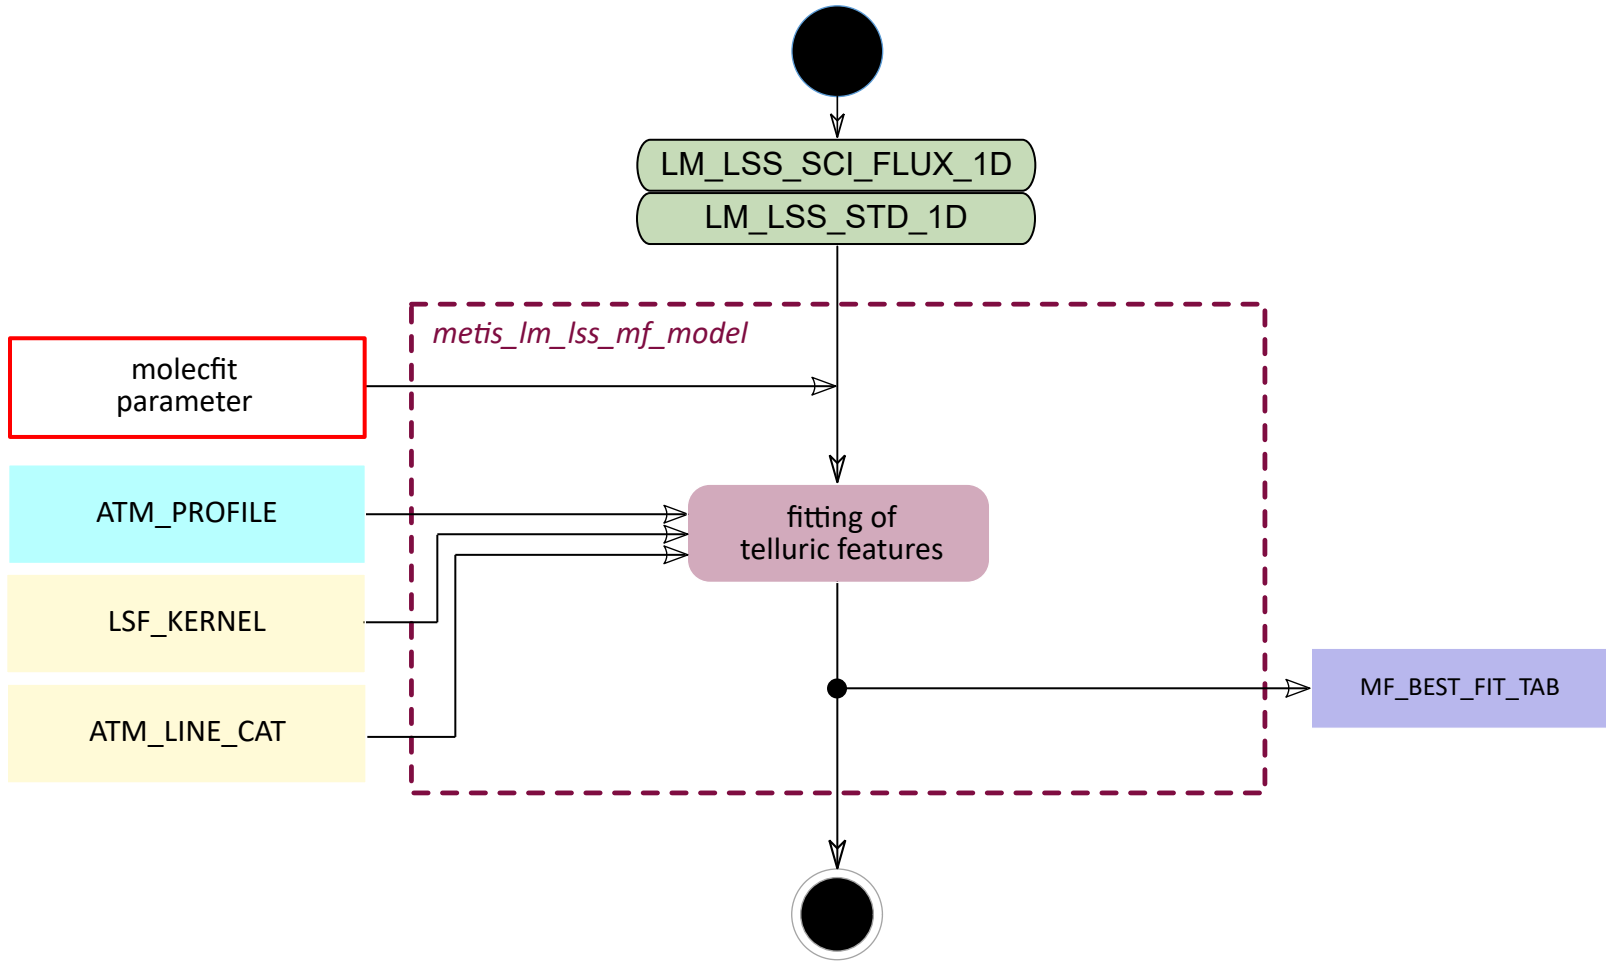 LM_LSS_SCI_FLUX_1D
LM_LSS_STD_1D
metis_lm_lss_mf_model
molecfit
parameter
ATM_PROFILE
fitting of
telluric features
LSF_KERNEL
MF_BEST_FIT_TAB
ATM_LINE_CAT